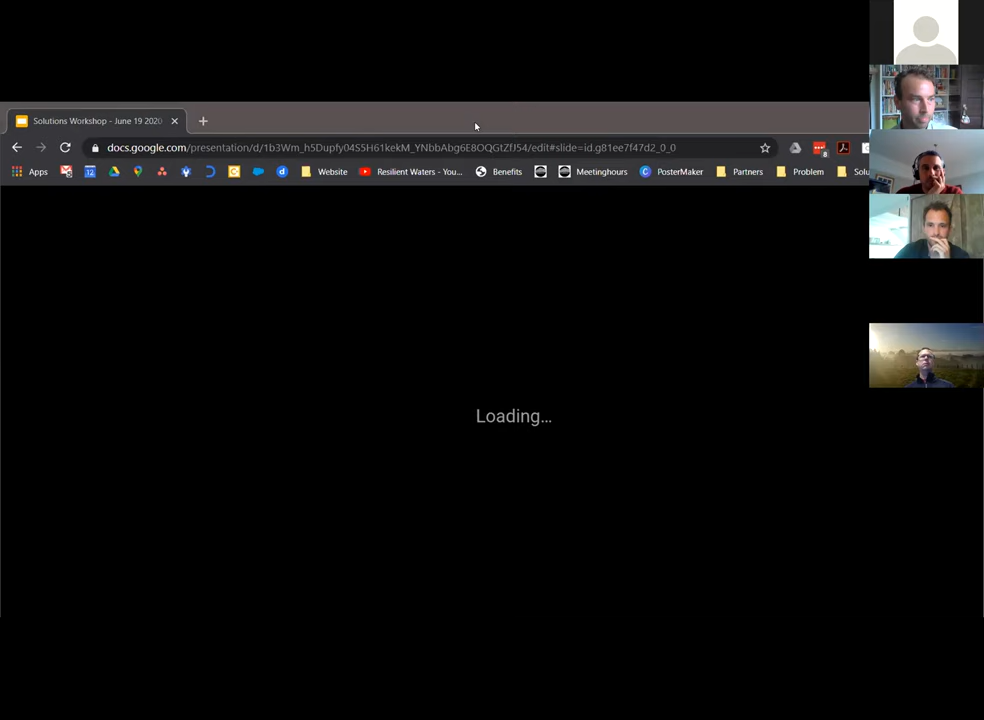 Solutions Workshop - June 19 2020
docs.google.com/presentation/d/1b3Wm_h5Dupfy04S5H61kekM_YNbbAbg6E8OQGtZfJ54/edit#slide=id.g81ee7f47d2_0_0
Apps Website Resilient Waters - You... Benefits Meetinghours PosterMaker Partners Problem Solu
Loading...